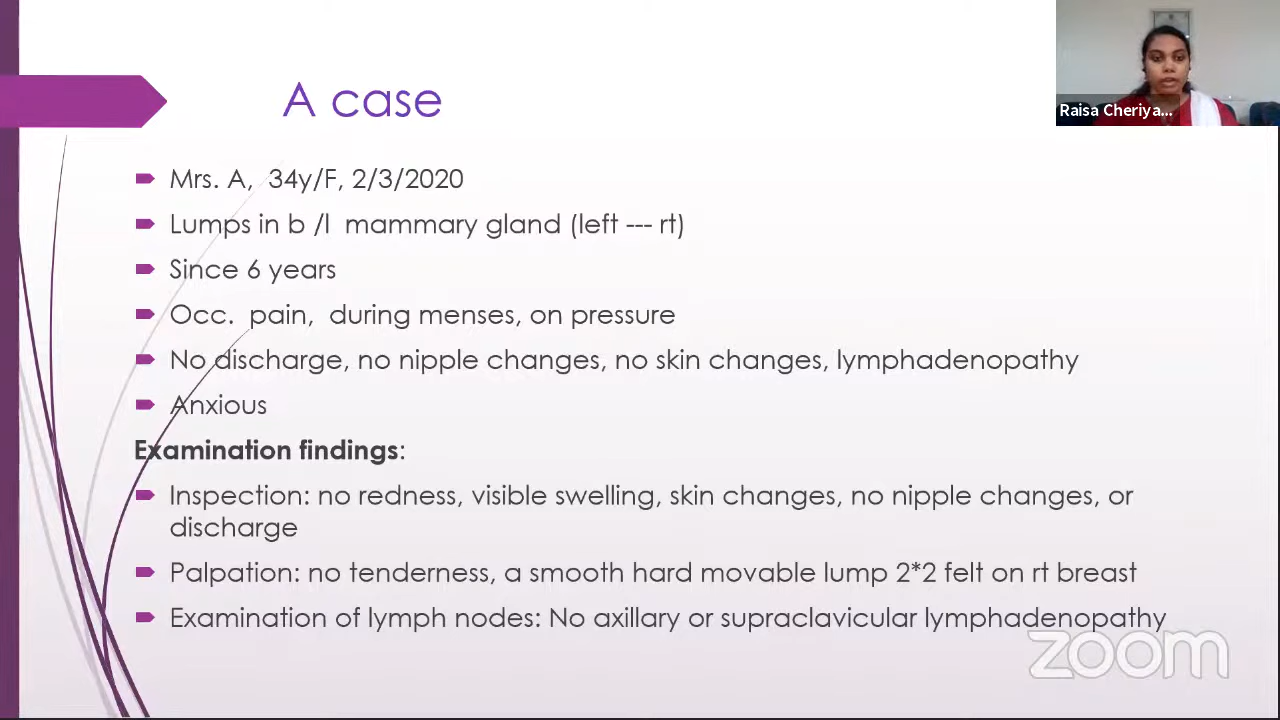 A case
Raisa Cheriya...
Mrs. A, 34y/F, 2/3/2020
Lumps in b /l mammary gland (left --- rt)
Since 6 years
Occ. pain, during menses, on pressure
No discharge, no nipple changes, no skin changes, lymphadenopathy
Anxious
Examination findings:
Inspection: no redness, visible swelling, skin changes, no nipple changes, or
discharge
Palpation: no tenderness, a smooth hard movable lump 2*2 felt on rt breast
Examination of lymph nodes: No axillary or supraclavicular lymphadenopathy
zoom